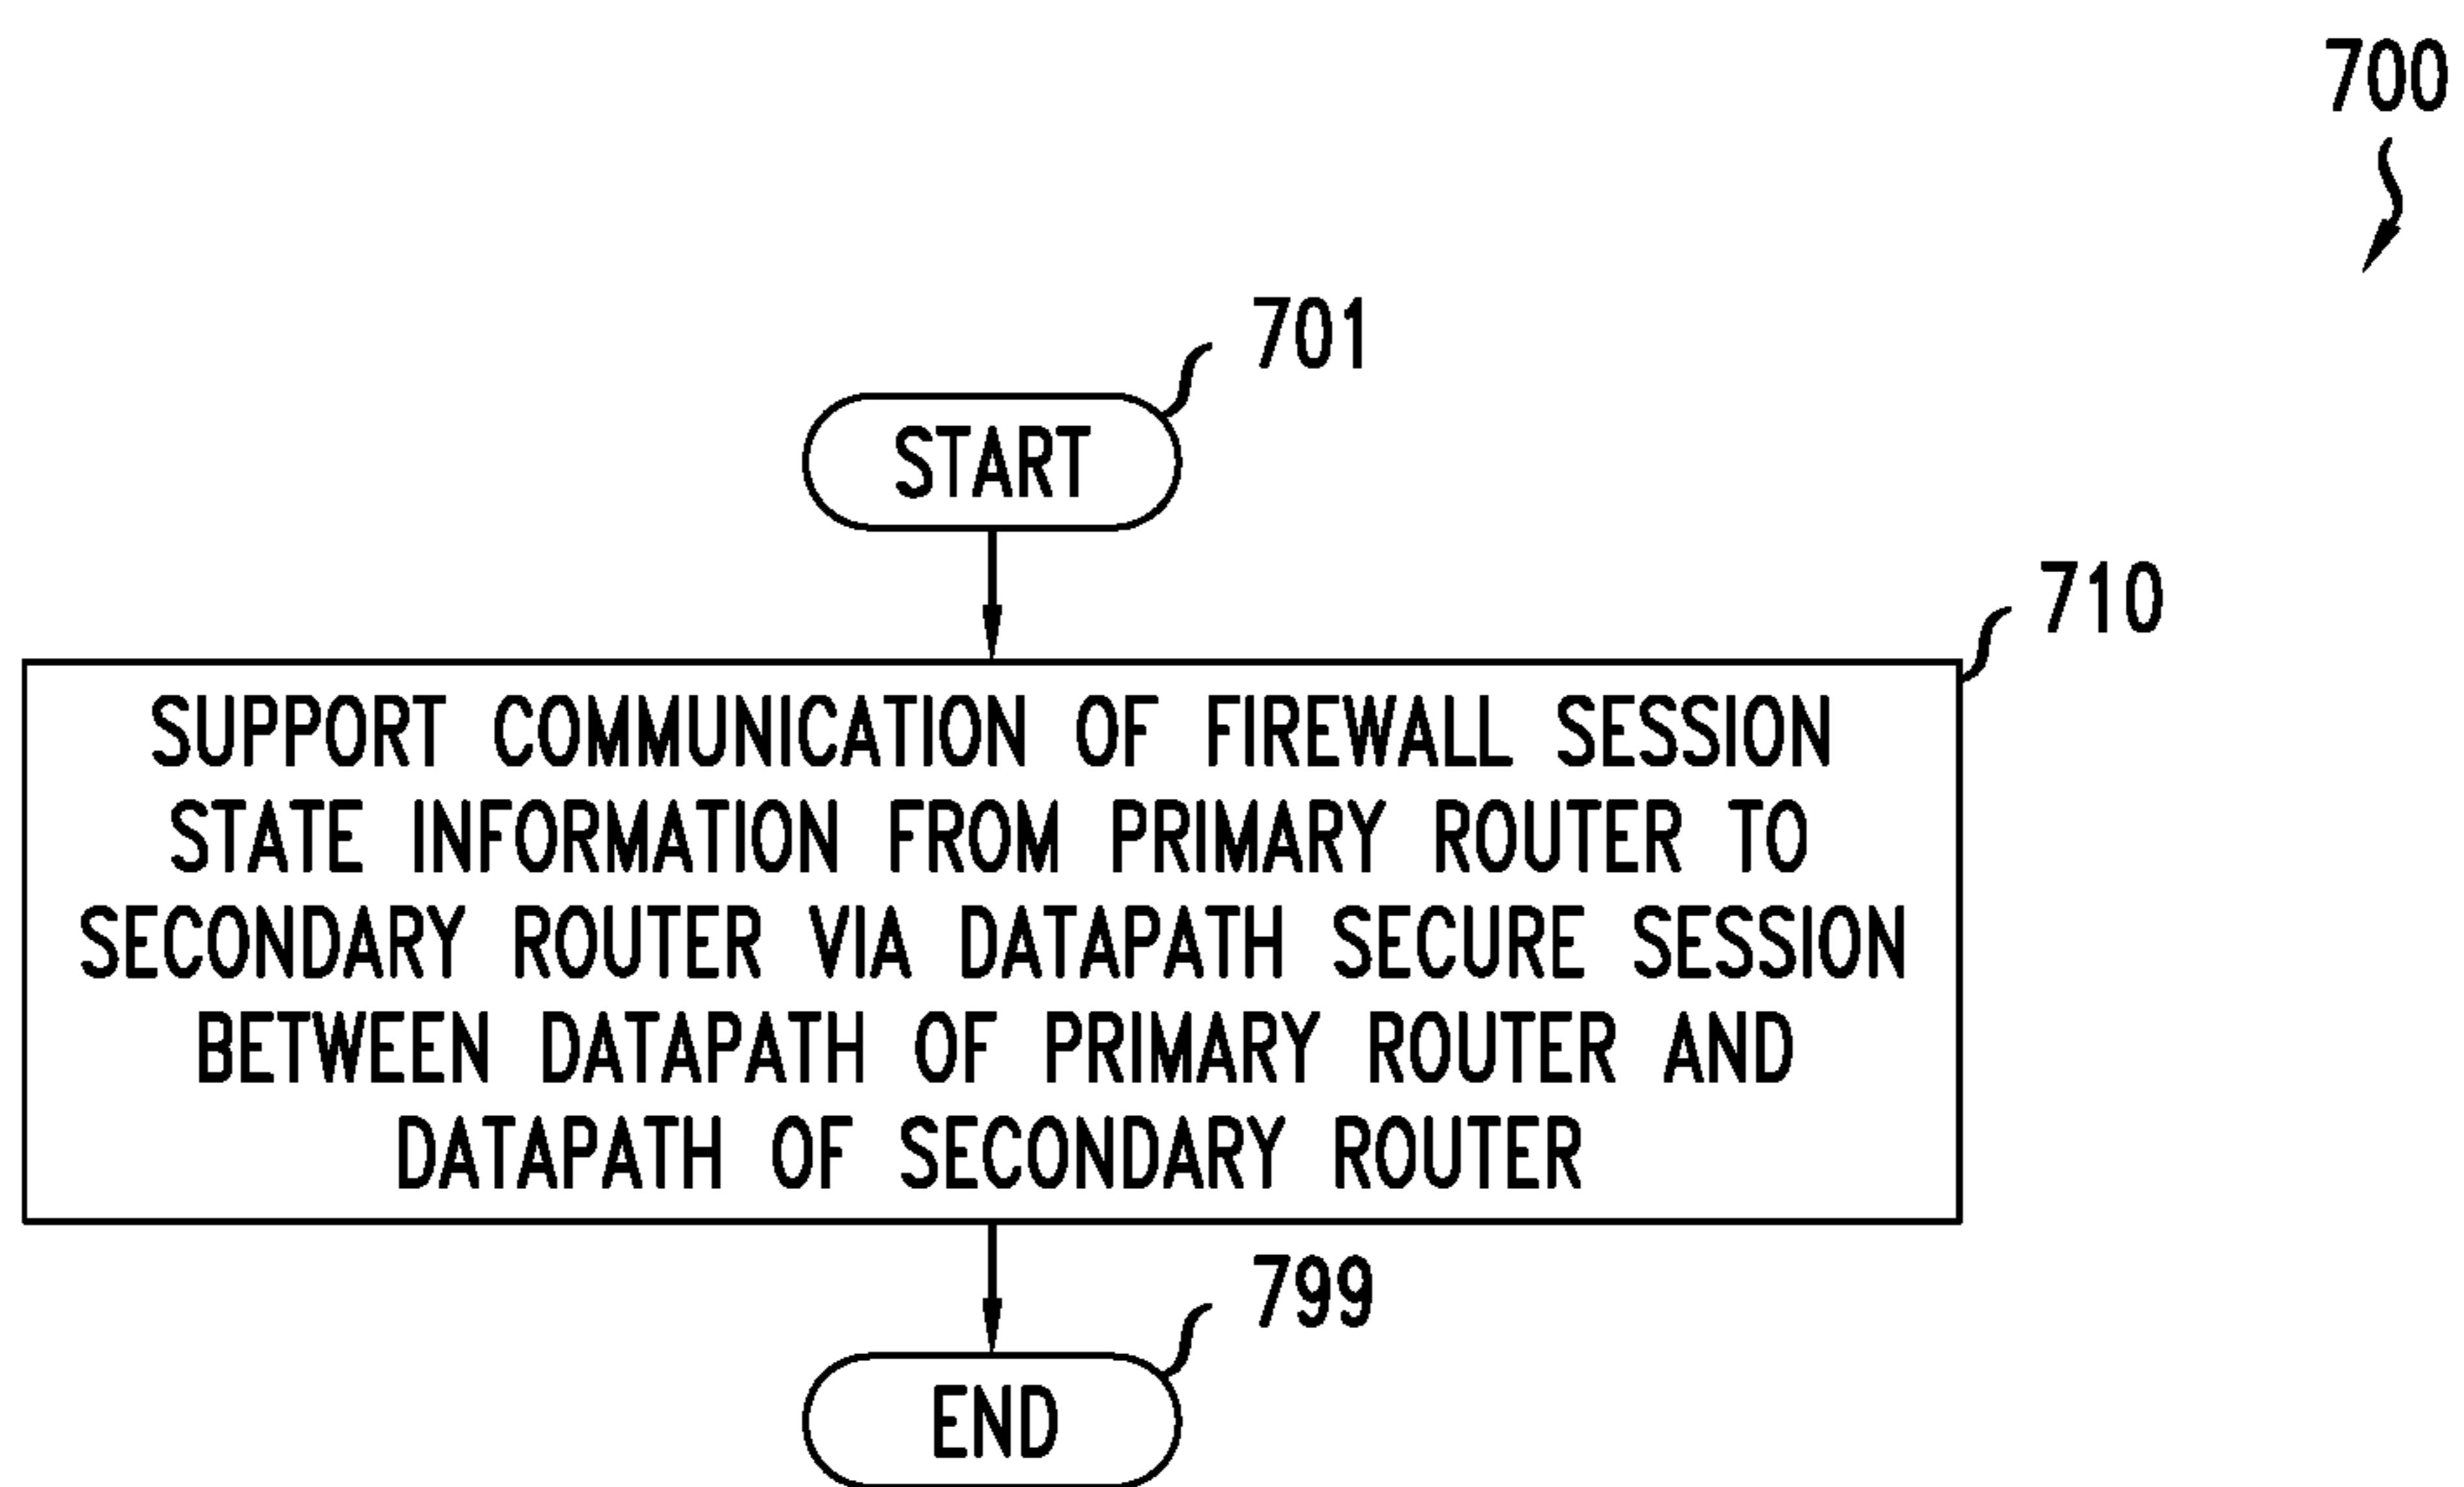 700
701
START
710
SUPPORT COMMUNICATION OF FIREWALL SESSION
STATE INFORMATION FROM PRIMARY ROUTER TO
SECONDARY ROUTER VIA DATAPATH SECURE SESSION
BETWEEN DATAPATH OF PRIMARY ROUTER AND
DATAPATH OF SECONDARY ROUTER
799
END